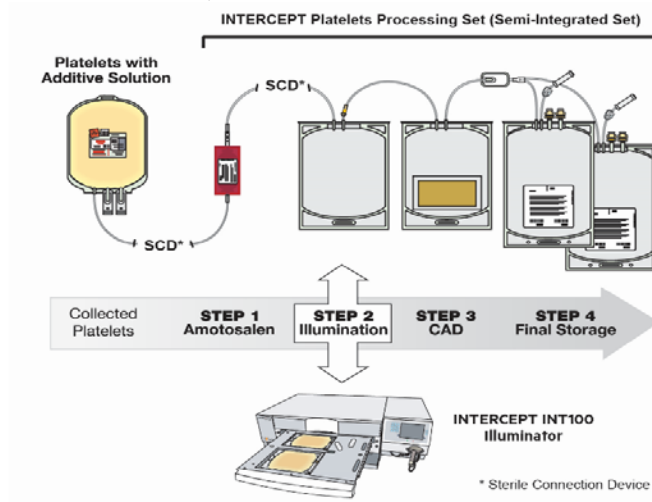 INTERCEPT Platelets Processing Set (Semi-Integrated Set)
Platelets with
Additive Solution
SCD*
SCD*
Collected
Platelets
STEP 1
Amotosalen
STEP 2
Illumination
STEP 3
CAD
STEP 4
Final Storage
INTERCEPT INT100
Illuminator
* Sterile Connection Device